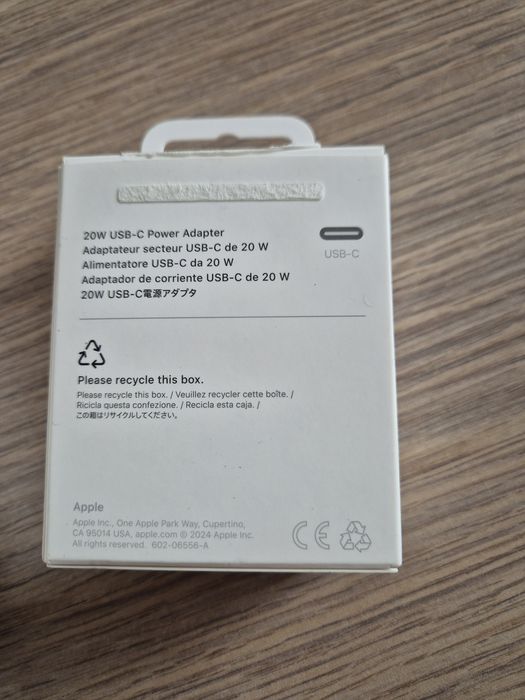 20W USB-C Power Adapter
Adaptateur secteur USB-C de 20 W
Alimentatore USB-C da 20 W
Adaptador de corriente USB-C de 20 W
20W USB-C電源アダプタ
USB-C
Please recycle this box.
Please recycle this box. / Veuillez recycler cette boîte. /
Ricicla questa confezione. / Recicla esta caja. /
この箱はリサイクルしてください。
Apple
Apple Inc., One Apple Park Way, Cupertino,
CA 95014 USA, apple.com © 2024 Apple Inc.
All rights reserved. 602-06556-A
CE